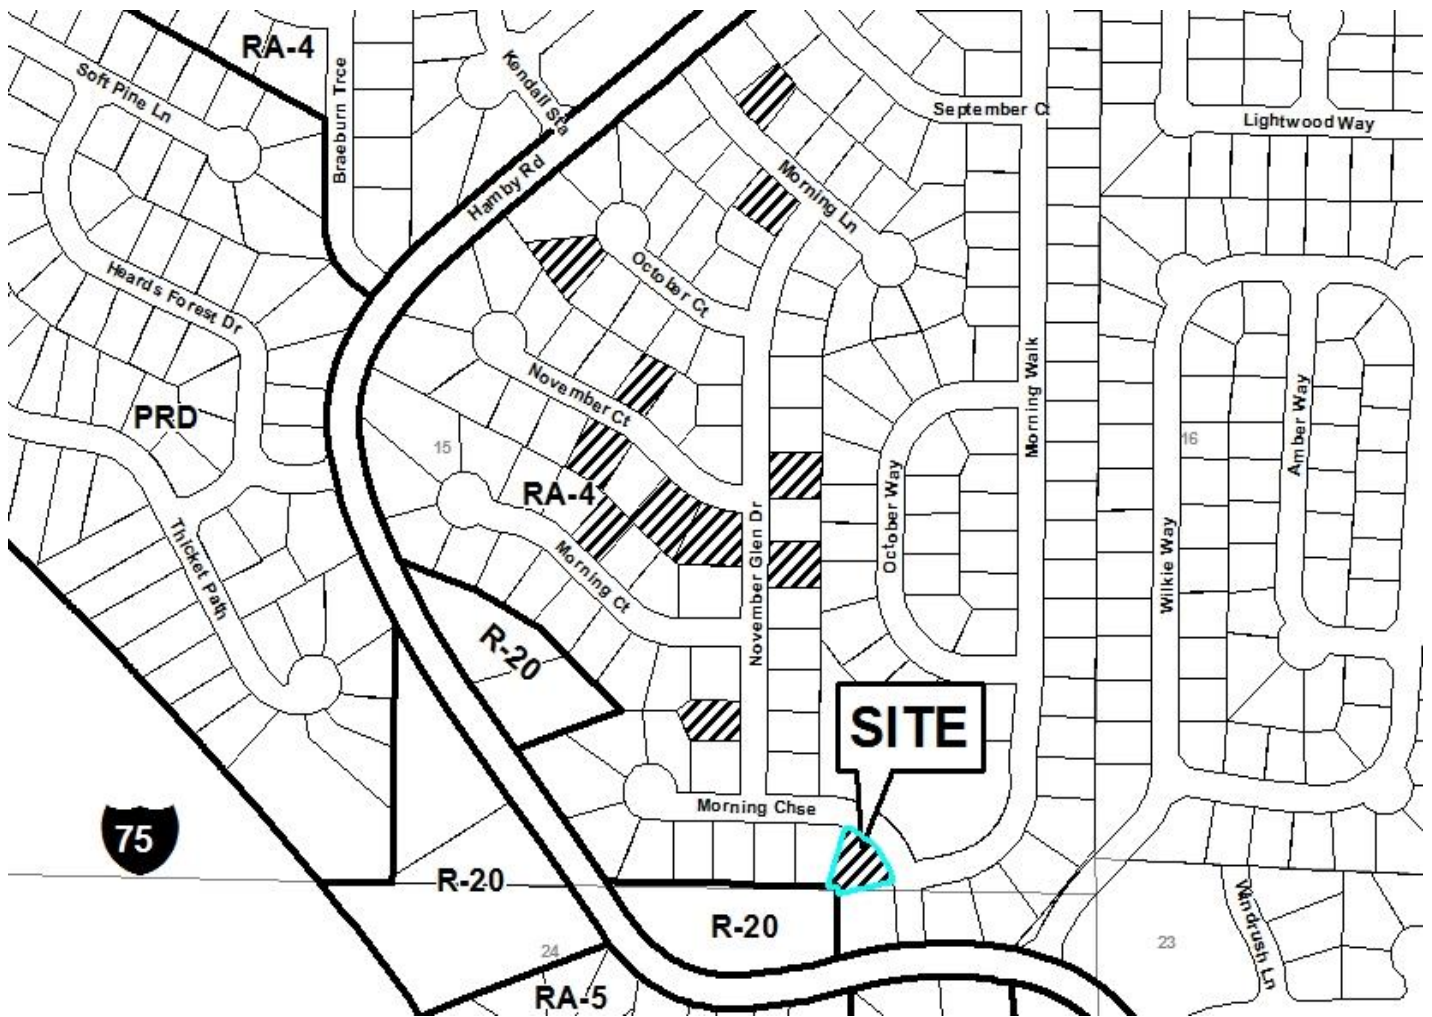 RA-4
Soft Pine Ln
Braeburn Trce
Kendall Sta
Hamby Rd
September Ct
Lightwood Way
Morning Ln
October Ct
Heards Forest Dr
November Ct
Morning Walk
PRD
15
16
Amber Way
RA-4
October Way
November Glen Dr
Wilkie Way
Thicket Path
Morning Ct
R-20
SITE
Morning Chse
75
R-20
R-20
Windrush Ln
24
23
RA-5